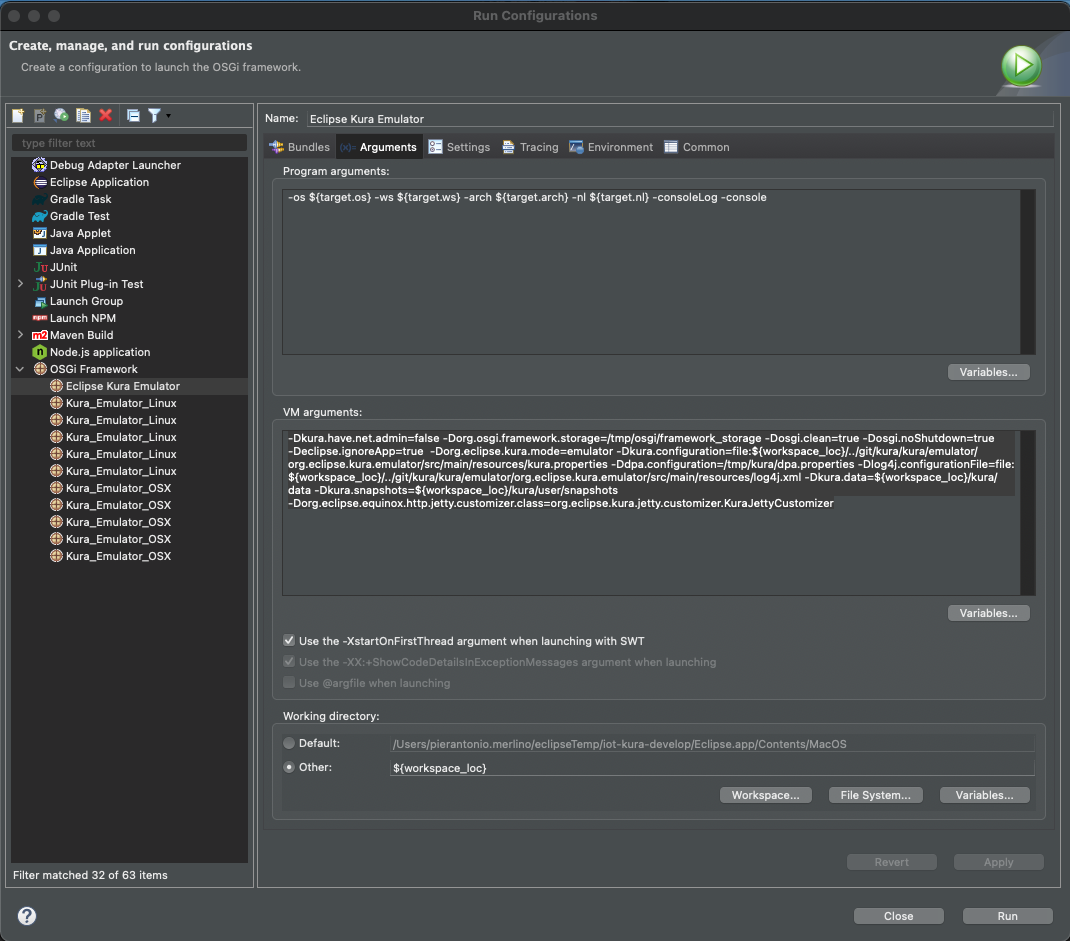 Run Configurations
Create, manage, and run configurations
Create a configuration to launch the OSGi framework.
type filter text
Debug Adapter Launcher
Eclipse Application
Gradle Task
Gradle Test
Java Applet
Java Application
JUnit
JUnit Plug-in Test
Launch Group
Launch NPM
Maven Build
Node.js application
OSGi Framework
Eclipse Kura Emulator
Kura_Emulator_Linux
Kura_Emulator_Linux
Kura_Emulator_Linux
Kura_Emulator_Linux
Kura_Emulator_Linux
Kura_Emulator_OSX
Kura_Emulator_OSX
Kura_Emulator_OSX
Kura_Emulator_OSX
Kura_Emulator_OSX
Filter matched 32 of 63 items
Name: Eclipse Kura Emulator
Bundles Arguments Settings Tracing Environment Common
Program arguments:
-os ${target.os} -ws ${target.ws} -arch ${target.arch} -nl ${target.nl} -consoleLog -console
Variables...
VM arguments:
-Dkura.have.net.admin=false -Dorg.osgi.framework.storage=/tmp/osgi/framework_storage -Dosgi.clean=true -Dosgi.noShutdown=true
-Declipse.ignoreApp=true  -Dorg.eclipse.kura.mode=emulator -Dkura.configuration=file:${workspace_loc}/../git/kura/kura/emulator/
org.eclipse.kura.emulator/src/main/resources/kura.properties -Ddpa.configuration=/tmp/kura/dpa.properties -Dlog4j.configurationFile=file:
${workspace_loc}/../git/kura/kura/emulator/org.eclipse.kura.emulator/src/main/resources/log4j.xml -Dkura.data=${workspace_loc}/kura/
data -Dkura.snapshots=${workspace_loc}/kura/user/snapshots
-Dorg.eclipse.equinox.http.jetty.customizer.class=org.eclipse.kura.jetty.customizer.KuraJettyCustomizer
Variables...
Use the -XstartOnFirstThread argument when launching with SWT
Use the -XX:+ShowCodeDetailsInExceptionMessages argument when launching
Use @argfile when launching
Working directory:
Default: /Users/pierantonio.merlino/eclipseTemp/iot-kura-develop/Eclipse.app/Contents/MacOS
Other: ${workspace_loc}
Workspace... File System... Variables...
Revert Apply
Close Run